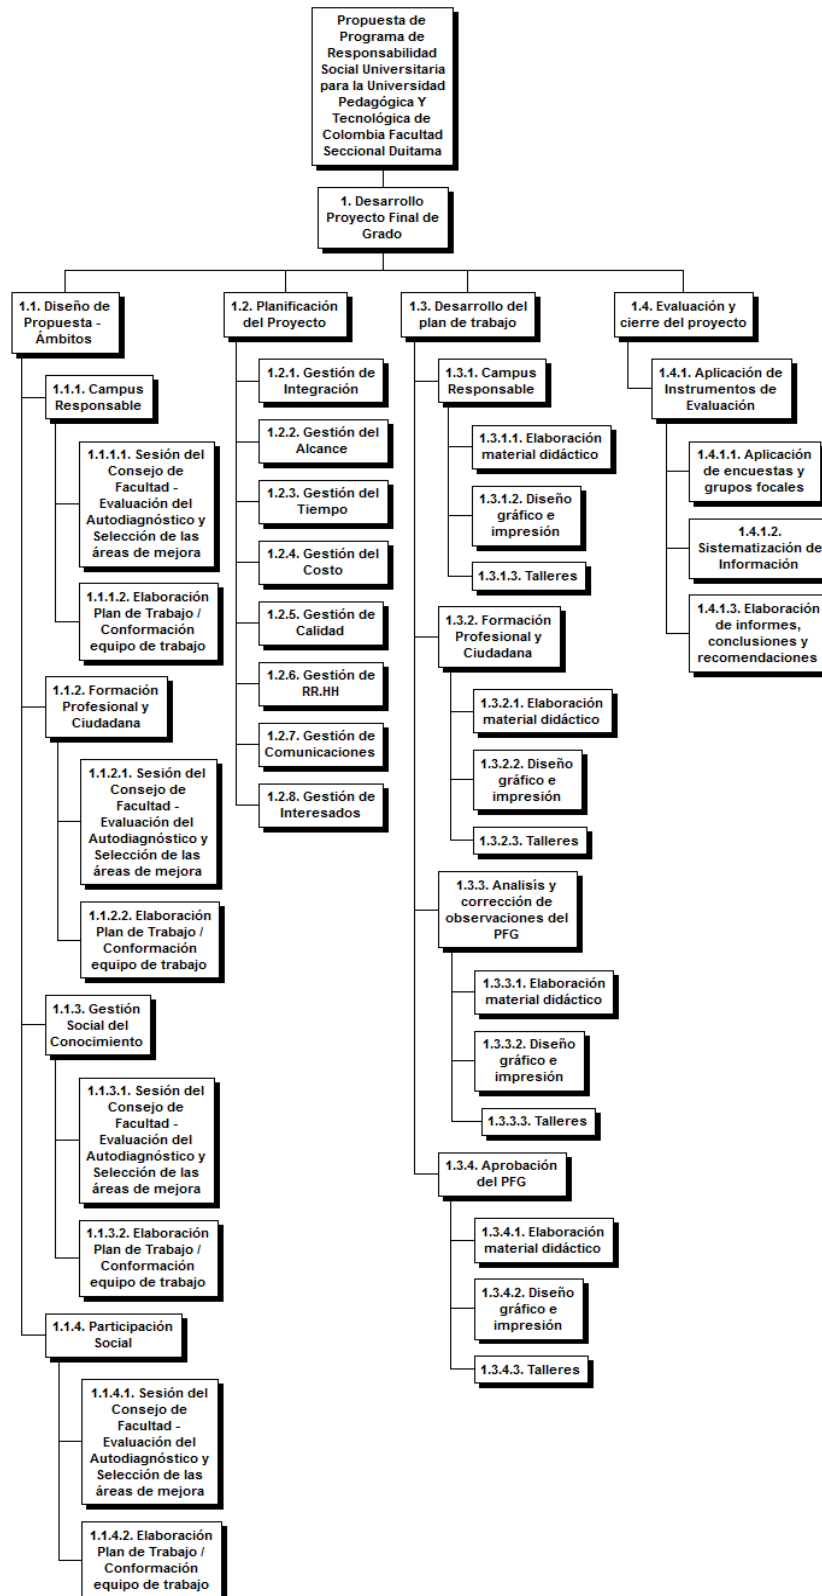 Propuesta de
Programa de
Responsabilidad
Social Universitaria
para la Universidad
Pedagógica Y
Tecnológica de
Colombia Facultad
Seccional Duitama
1. Desarrollo
Proyecto Final de
Grado
1.1. Diseño de
Propuesta -
Ámbitos
1.1.1. Campus
Responsable
1.1.1.1. Sesión del
Consejo de
Facultad -
Evaluación del
Autodiagnóstico y
Selección de las
áreas de mejora
1.1.1.2. Elaboración
Plan de Trabajo /
Conformación
equipo de trabajo
1.1.2. Formación
Profesional y
Ciudadana
1.1.2.1. Sesión del
Consejo de
Facultad -
Evaluación del
Autodiagnóstico y
Selección de las
áreas de mejora
1.1.2.2. Elaboración
Plan de Trabajo /
Conformación
equipo de trabajo
1.1.3. Gestión
Social del
Conocimiento
1.1.3.1. Sesión del
Consejo de
Facultad -
Evaluación del
Autodiagnóstico y
Selección de las
áreas de mejora
1.1.3.2. Elaboración
Plan de Trabajo /
Conformación
equipo de trabajo
1.1.4. Participación
Social
1.1.4.1. Sesión del
Consejo de
Facultad -
Evaluación del
Autodiagnóstico y
Selección de las
áreas de mejora
1.1.4.2. Elaboración
Plan de Trabajo /
Conformación
equipo de trabajo
1.2. Planificación
del Proyecto
1.2.1. Gestión de
Integración
1.2.2. Gestión del
Alcance
1.2.3. Gestión del
Tiempo
1.2.4. Gestión del
Costo
1.2.5. Gestión de
Calidad
1.2.6. Gestión de
RR.HH
1.2.7. Gestión de
Comunicaciones
1.2.8. Gestión de
Interesados
1.3. Desarrollo del
plan de trabajo
1.3.1. Campus
Responsable
1.3.1.1. Elaboración
material didáctico
1.3.1.2. Diseño
gráfico e
impresión
1.3.1.3. Talleres
1.3.2. Formación
Profesional y
Ciudadana
1.3.2.1. Elaboración
material didáctico
1.3.2.2. Diseño
gráfico e
impresión
1.3.2.3. Talleres
1.3.3. Analisís y
corrección de
observaciones del
PFG
1.3.3.1. Elaboración
material didáctico
1.3.3.2. Diseño
gráfico e
impresión
1.3.3.3. Talleres
1.3.4. Aprobación
del PFG
1.3.4.1. Elaboración
material didáctico
1.3.4.2. Diseño
gráfico e
impresión
1.3.4.3. Talleres
1.4. Evaluación y
cierre del proyecto
1.4.1. Aplicación de
Instrumentos de
Evaluación
1.4.1.1. Aplicación
de encuestas y
grupos focales
1.4.1.2.
Sistematización de
Información
1.4.1.3. Elaboración
de informes,
conclusiones y
recomendaciones